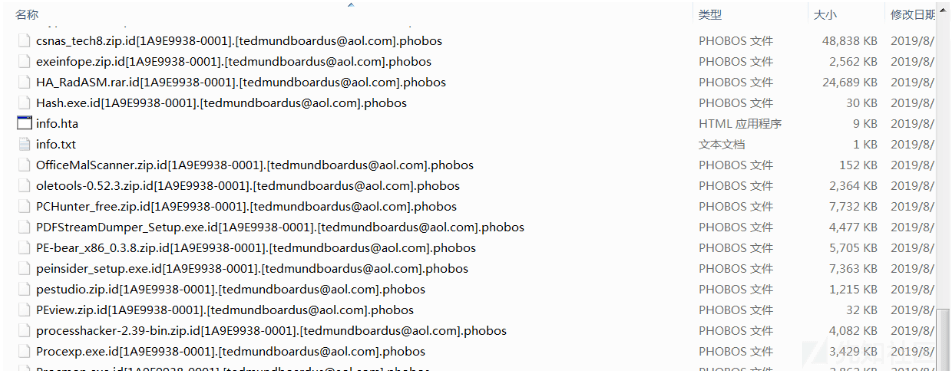 名称 类型 大小 修改日期
csnas_tech8.zip.id[1A9E9938-0001].[tedmundboardus@aol.com].phobos PHOBOS 文件 48,838 KB 2019/8/
exeinfope.zip.id[1A9E9938-0001].[tedmundboardus@aol.com].phobos PHOBOS 文件 2,562 KB 2019/8/
HA_RadASM.rar.id[1A9E9938-0001].[tedmundboardus@aol.com].phobos PHOBOS 文件 24,689 KB 2019/8/
Hash.exe.id[1A9E9938-0001].[tedmundboardus@aol.com].phobos PHOBOS 文件 30 KB 2019/8/
info.hta HTML 应用程序 9 KB 2019/8/
info.txt 文本文档 1 KB 2019/8/
OfficeMalScanner.zip.id[1A9E9938-0001].[tedmundboardus@aol.com].phobos PHOBOS 文件 152 KB 2019/8/
oletools-0.52.3.zip.id[1A9E9938-0001].[tedmundboardus@aol.com].phobos PHOBOS 文件 2,364 KB 2019/8/
PCHunter_free.zip.id[1A9E9938-0001].[tedmundboardus@aol.com].phobos PHOBOS 文件 7,732 KB 2019/8/
PDFStreamDumper_Setup.exe.id[1A9E9938-0001].[tedmundboardus@aol.com].phobos PHOBOS 文件 4,477 KB 2019/8/
PE-bear_x86_0.3.8.zip.id[1A9E9938-0001].[tedmundboardus@aol.com].phobos PHOBOS 文件 5,705 KB 2019/8/
peinsider_setup.exe.id[1A9E9938-0001].[tedmundboardus@aol.com].phobos PHOBOS 文件 7,363 KB 2019/8/
pestudio.zip.id[1A9E9938-0001].[tedmundboardus@aol.com].phobos PHOBOS 文件 1,215 KB 2019/8/
PEview.zip.id[1A9E9938-0001].[tedmundboardus@aol.com].phobos PHOBOS 文件 32 KB 2019/8/
processhacker-2.39-bin.zip.id[1A9E9938-0001].[tedmundboardus@aol.com].phobos PHOBOS 文件 4,082 KB 2019/8/
Procexp.exe.id[1A9E9938-0001].[tedmundboardus@aol.com].phobos PHOBOS 文件 3,429 KB 2019/8/